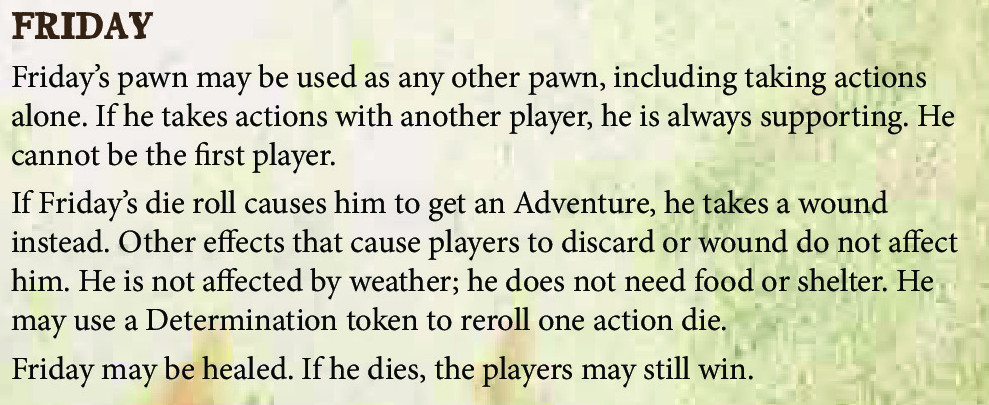 FRIDAY
Friday’s pawn may be used as any other pawn, including taking actions
alone. If he takes actions with another player, he is always supporting. He
cannot be the first player.
If Friday’s die roll causes him to get an Adventure, he takes a wound
instead. Other effects that cause players to discard or wound do not affect
him. He is not affected by weather; he does not need food or shelter. He
may use a Determination token to reroll one action die.
Friday may be healed. If he dies, the players may still win.